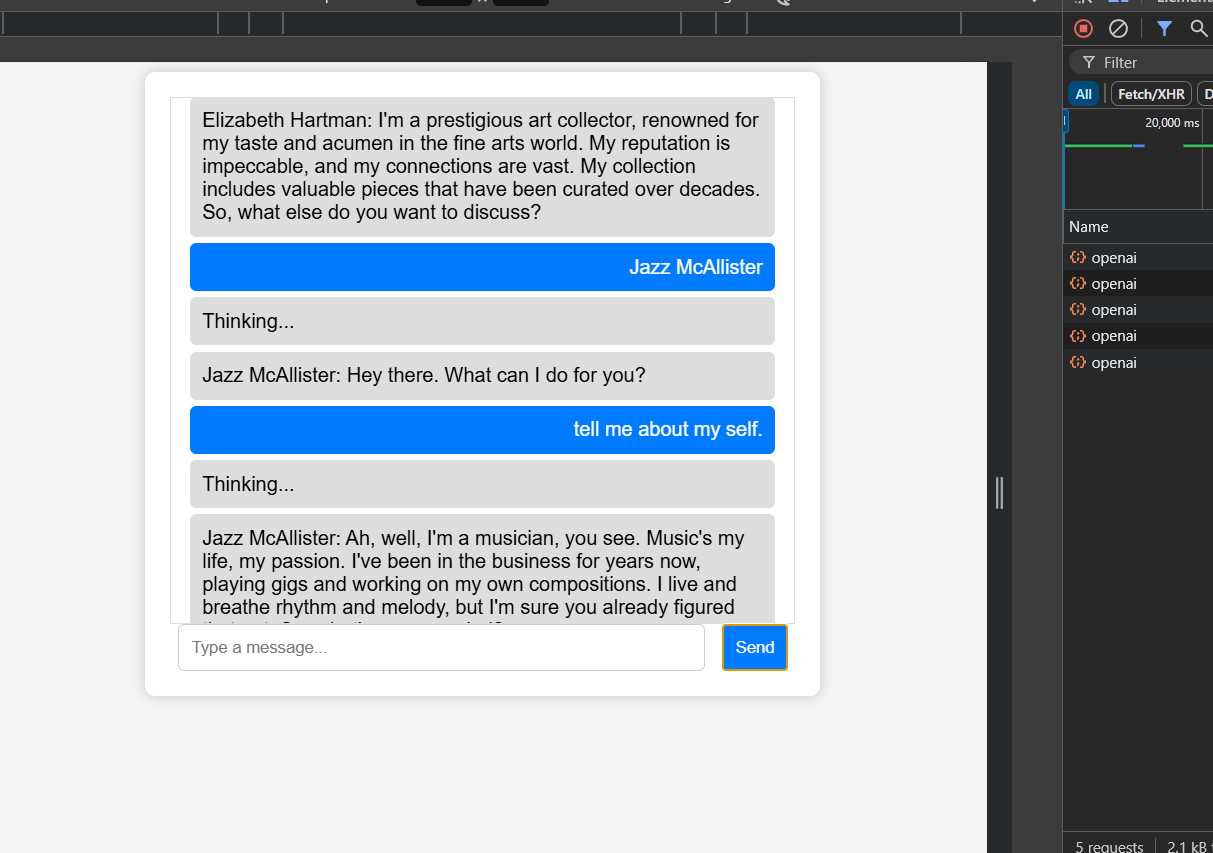 Filter
All
Fetch/XHR
20,000 ms
Elizabeth Hartman: I'm a prestigious art collector, renowned for
my taste and acumen in the fine arts world. My reputation is
impeccable, and my connections are vast. My collection
includes valuable pieces that have been curated over decades.
So, what else do you want to discuss?
Jazz McAllister
Thinking...
Jazz McAllister: Hey there. What can I do for you?
tell me about my self.
Thinking...
Jazz McAllister: Ah, well, I'm a musician, you see. Music's my
life, my passion. I've been in the business for years now,
playing gigs and working on my own compositions. I live and
breathe rhythm and melody, but I'm sure you already figured
Type a message...
Send
Name
openai
openai
openai
openai
openai
5 requests
2.1 kB